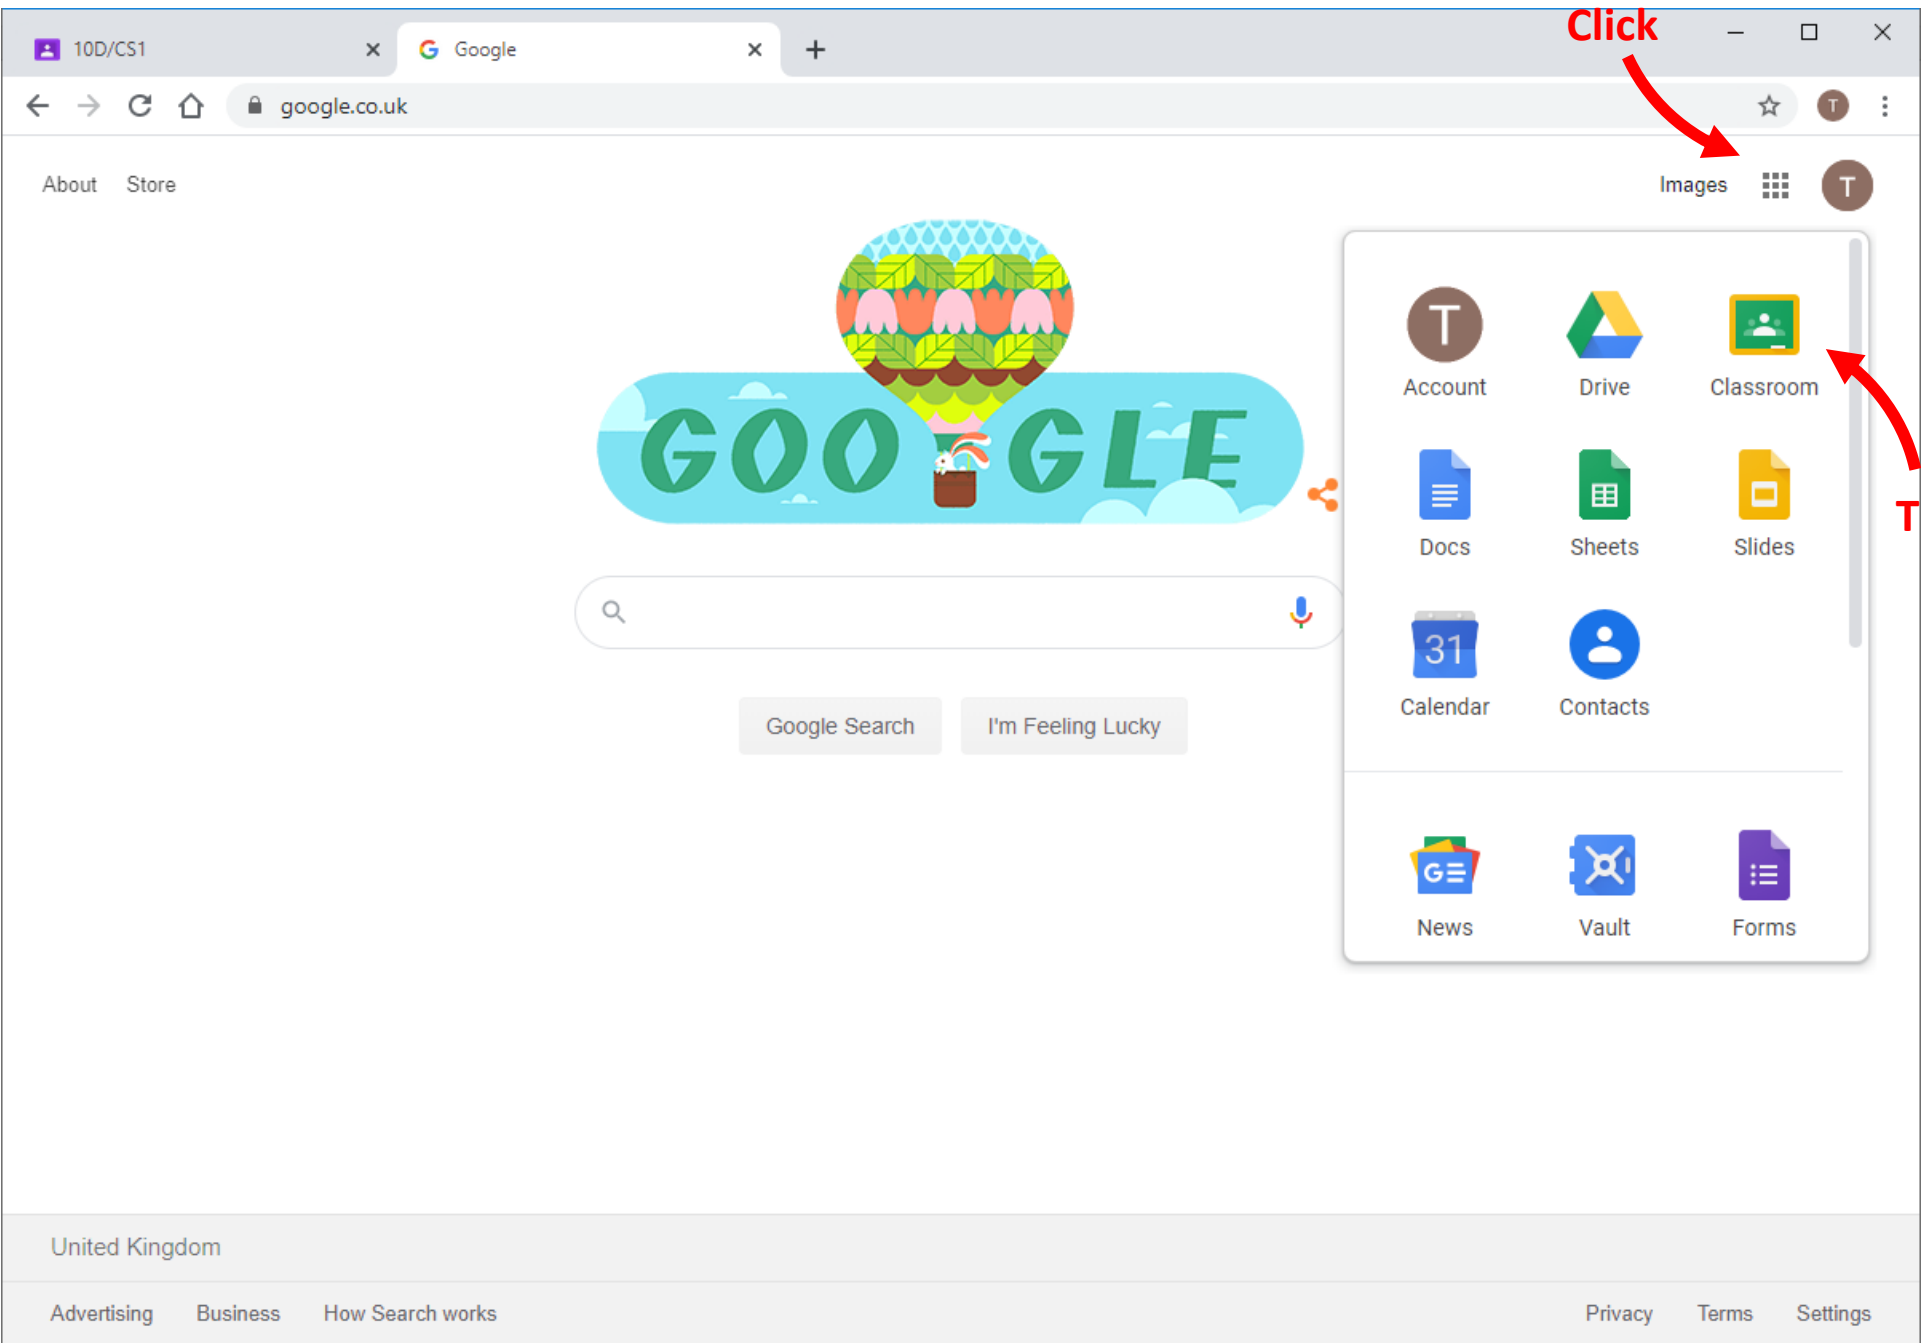 Click
10D/CS1
Google
google.co.uk
T
About Store
Images
T
GOOGLE
T
Account Drive Classroom
Docs Sheets Slides
T
31
Calendar Contacts
Google Search I'm Feeling Lucky
G
News Vault Forms
United Kingdom
Advertising Business How Search works
Privacy Terms Settings